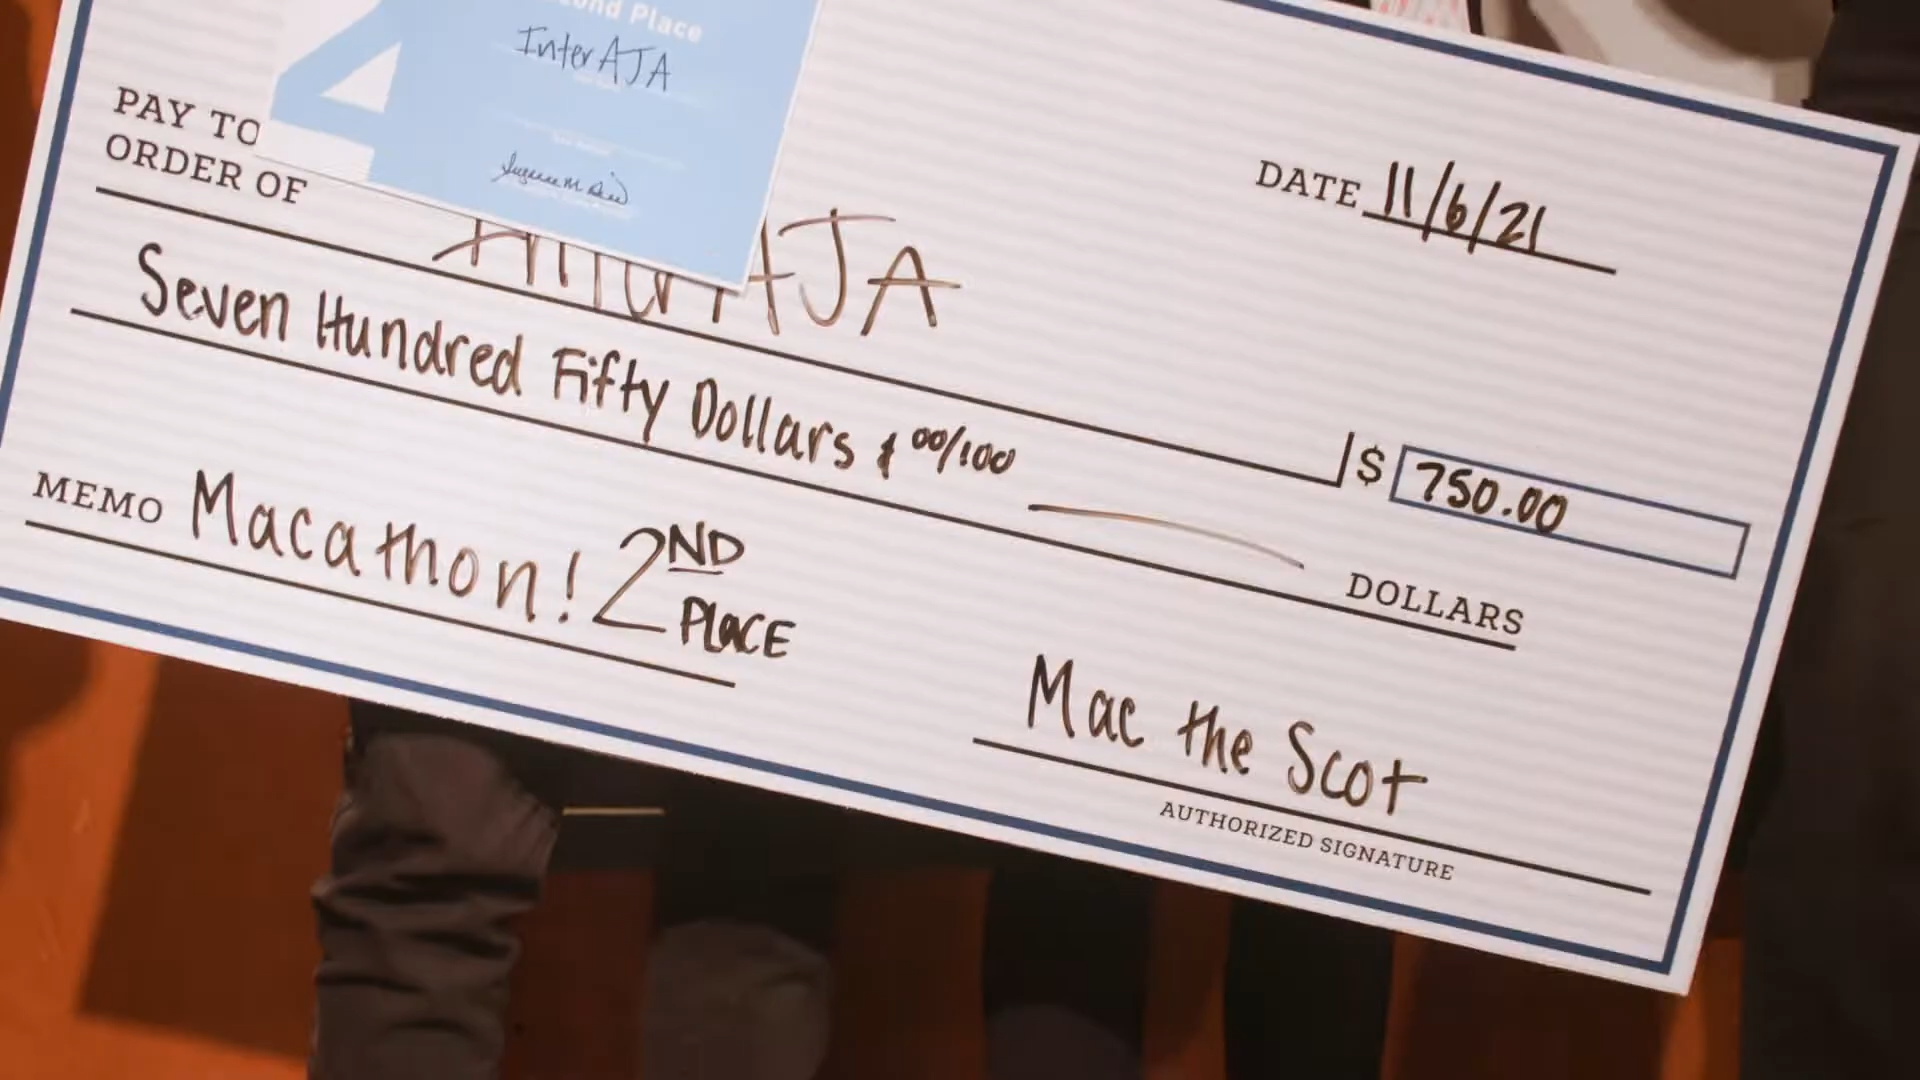 Place
InterAJA
PAY TO
ORDER OF
AJA
DATE 11/6/21
Seven Hundred Fifty Dollars & 00/100
$ 750.00
DOLLARS
MEMO Macathon! 2ND PLACE
Mac the Scot
AUTHORIZED SIGNATURE